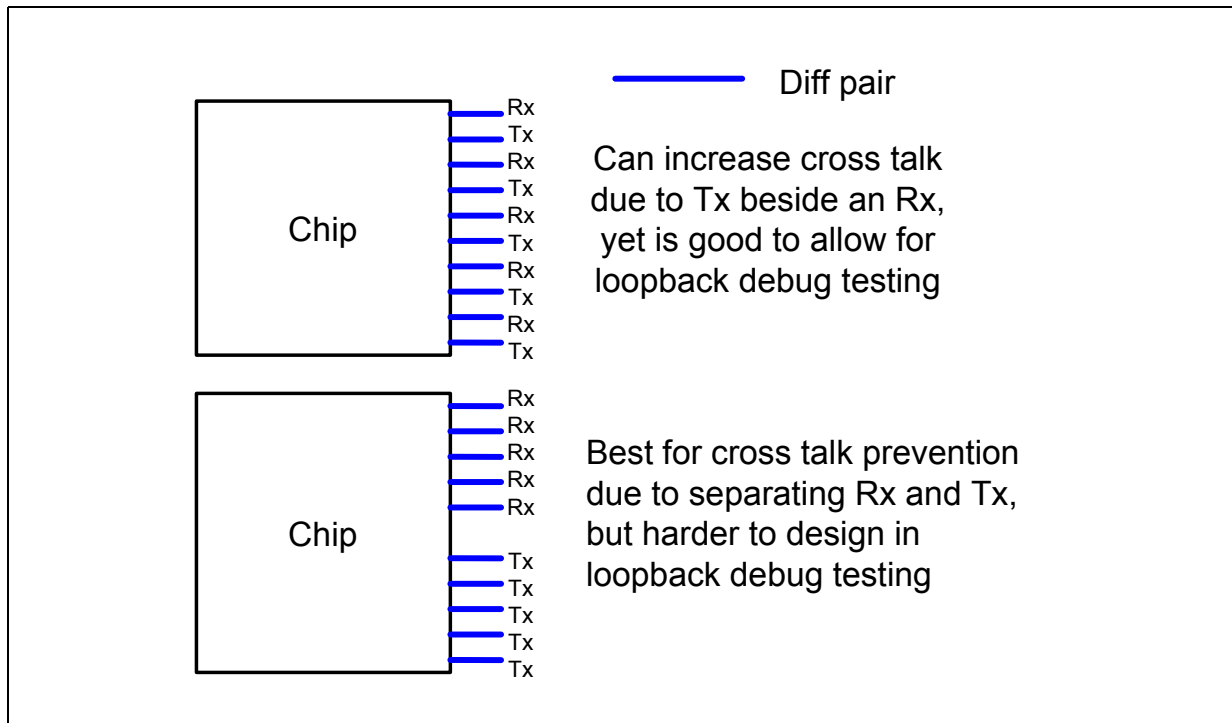 Diff pair
Rx
Tx
Rx
Tx
Rx
Tx
Rx
Tx
Rx
Tx
Chip
Can increase cross talk
due to Tx beside an Rx,
yet is good to allow for
loopback debug testing
Rx
Rx
Rx
Rx
Rx
Tx
Tx
Tx
Tx
Tx
Chip
Best for cross talk prevention
due to separating Rx and Tx,
but harder to design in
loopback debug testing